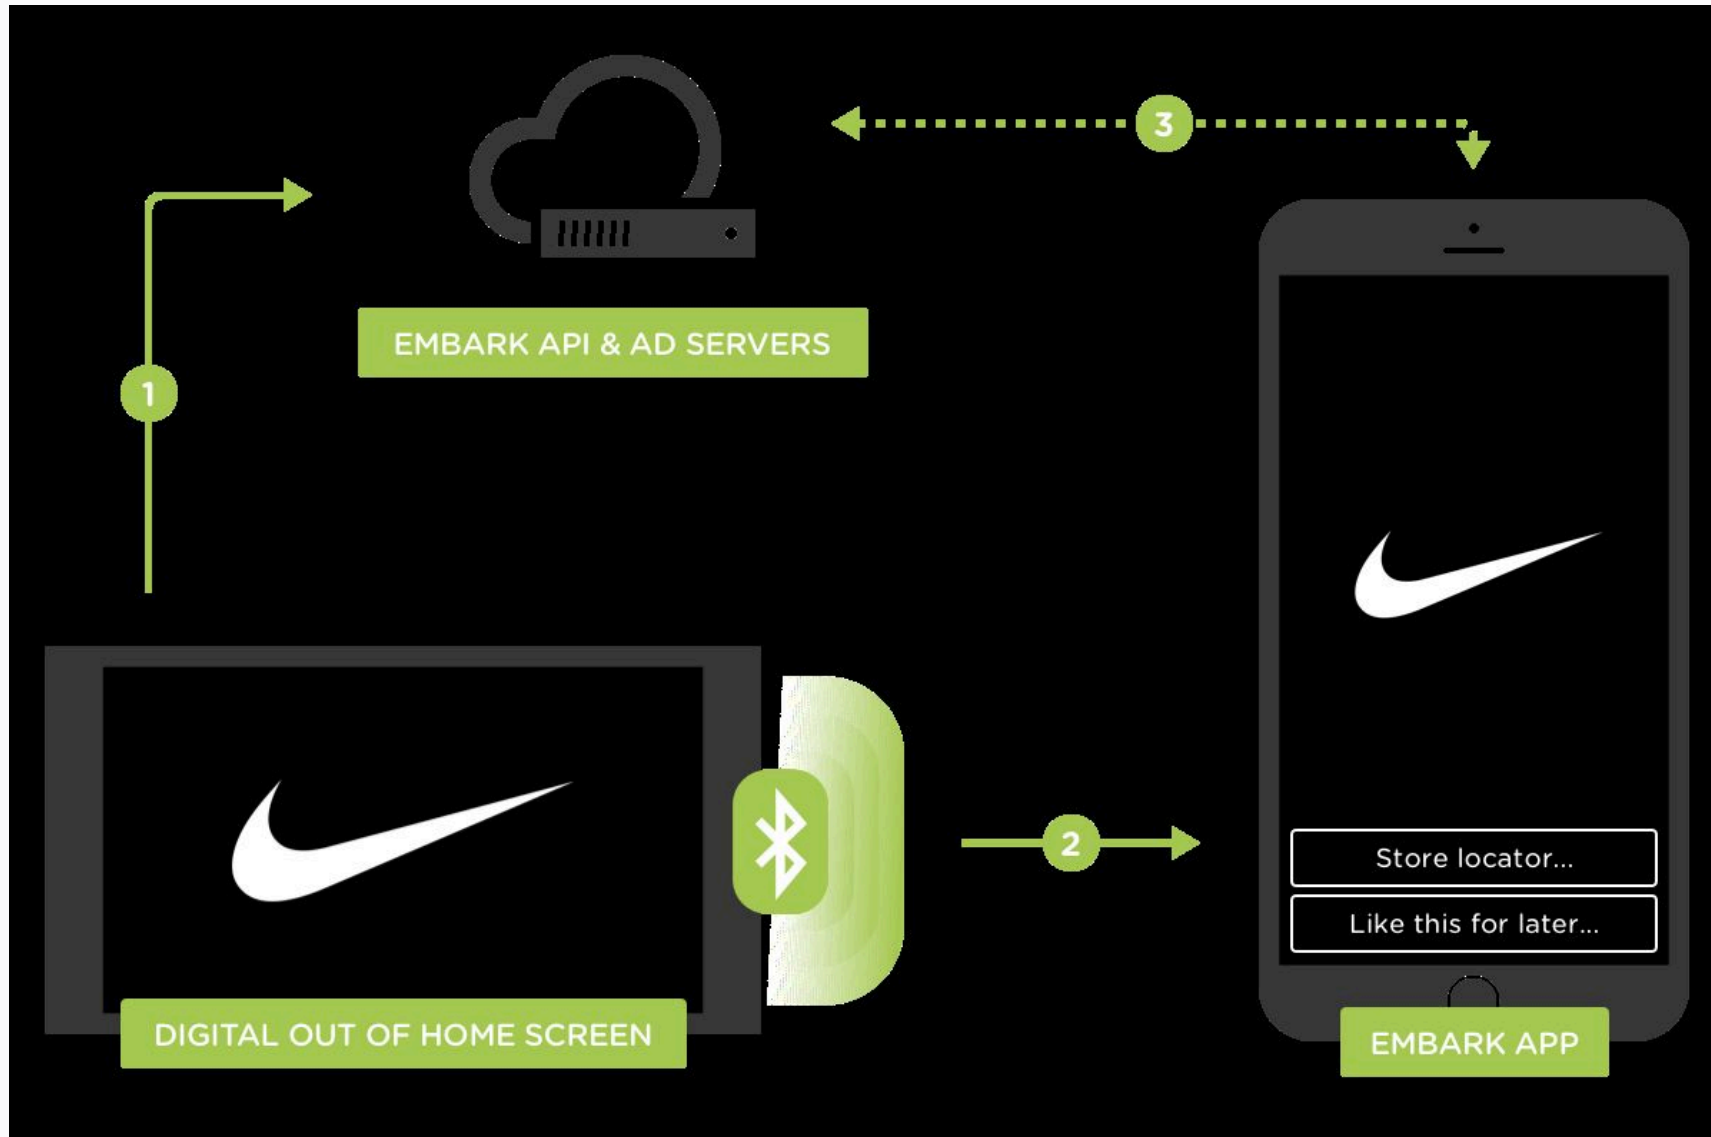 3
EMBARK API & AD SERVERS
1
2
Store locator...
Like this for later...
DIGITAL OUT OF HOME SCREEN
EMBARK APP